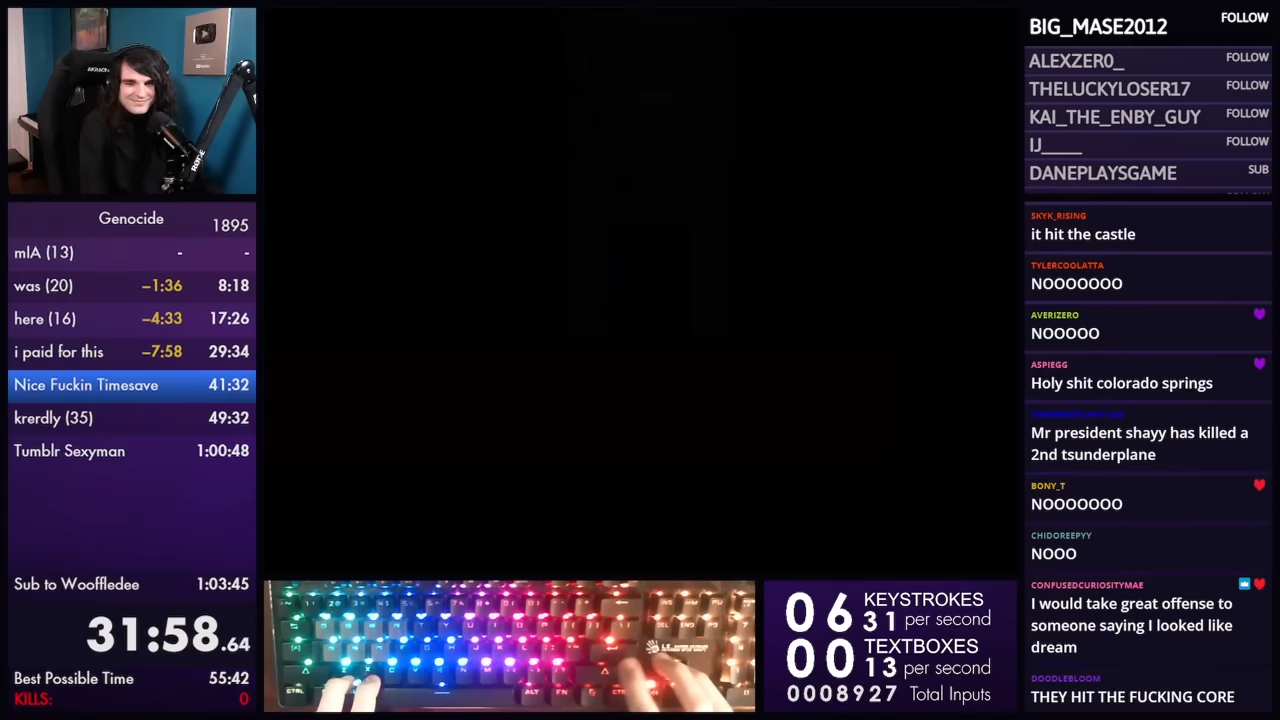 AKRACING
RØDE
Genocide
1895
mIA (13) - -
was (20) −1:36 8:18
here (16) −4:33 17:26
i paid for this −7:58 29:34
Nice Fuckin Timesave 41:32
krerdly (35) 49:32
Tumblr Sexyman 1:00:48
Sub to Wooffledee 1:03:45
31:58.64
Best Possible Time 55:42
KILLS: 0
06 KEYSTROKES
31 per second
00 TEXTBOXES
13 per second
0008927 Total Inputs
BIG_MASE2012 FOLLOW
ALEXZER0_ FOLLOW
THELUCKYLOSER17 FOLLOW
KAI_THE_ENBY_GUY FOLLOW
IJ____ FOLLOW
DANEPLAYSGAME SUB
SKYK_RISING
it hit the castle
TYLERCOOLATTA
NOOOOOOO
AVERIZERO
NOOOOO
ASPIEGG
Holy shit colorado springs
Mr president shayy has killed a
2nd tsunderplane
BONY_T
NOOOOOOO
CHIDOREEPYY
NOOO
CONFUSEDCURIOSITYMAE
I would take great offense to
someone saying I looked like
dream
DOODLEBLOOM
THEY HIT THE FUCKING CORE